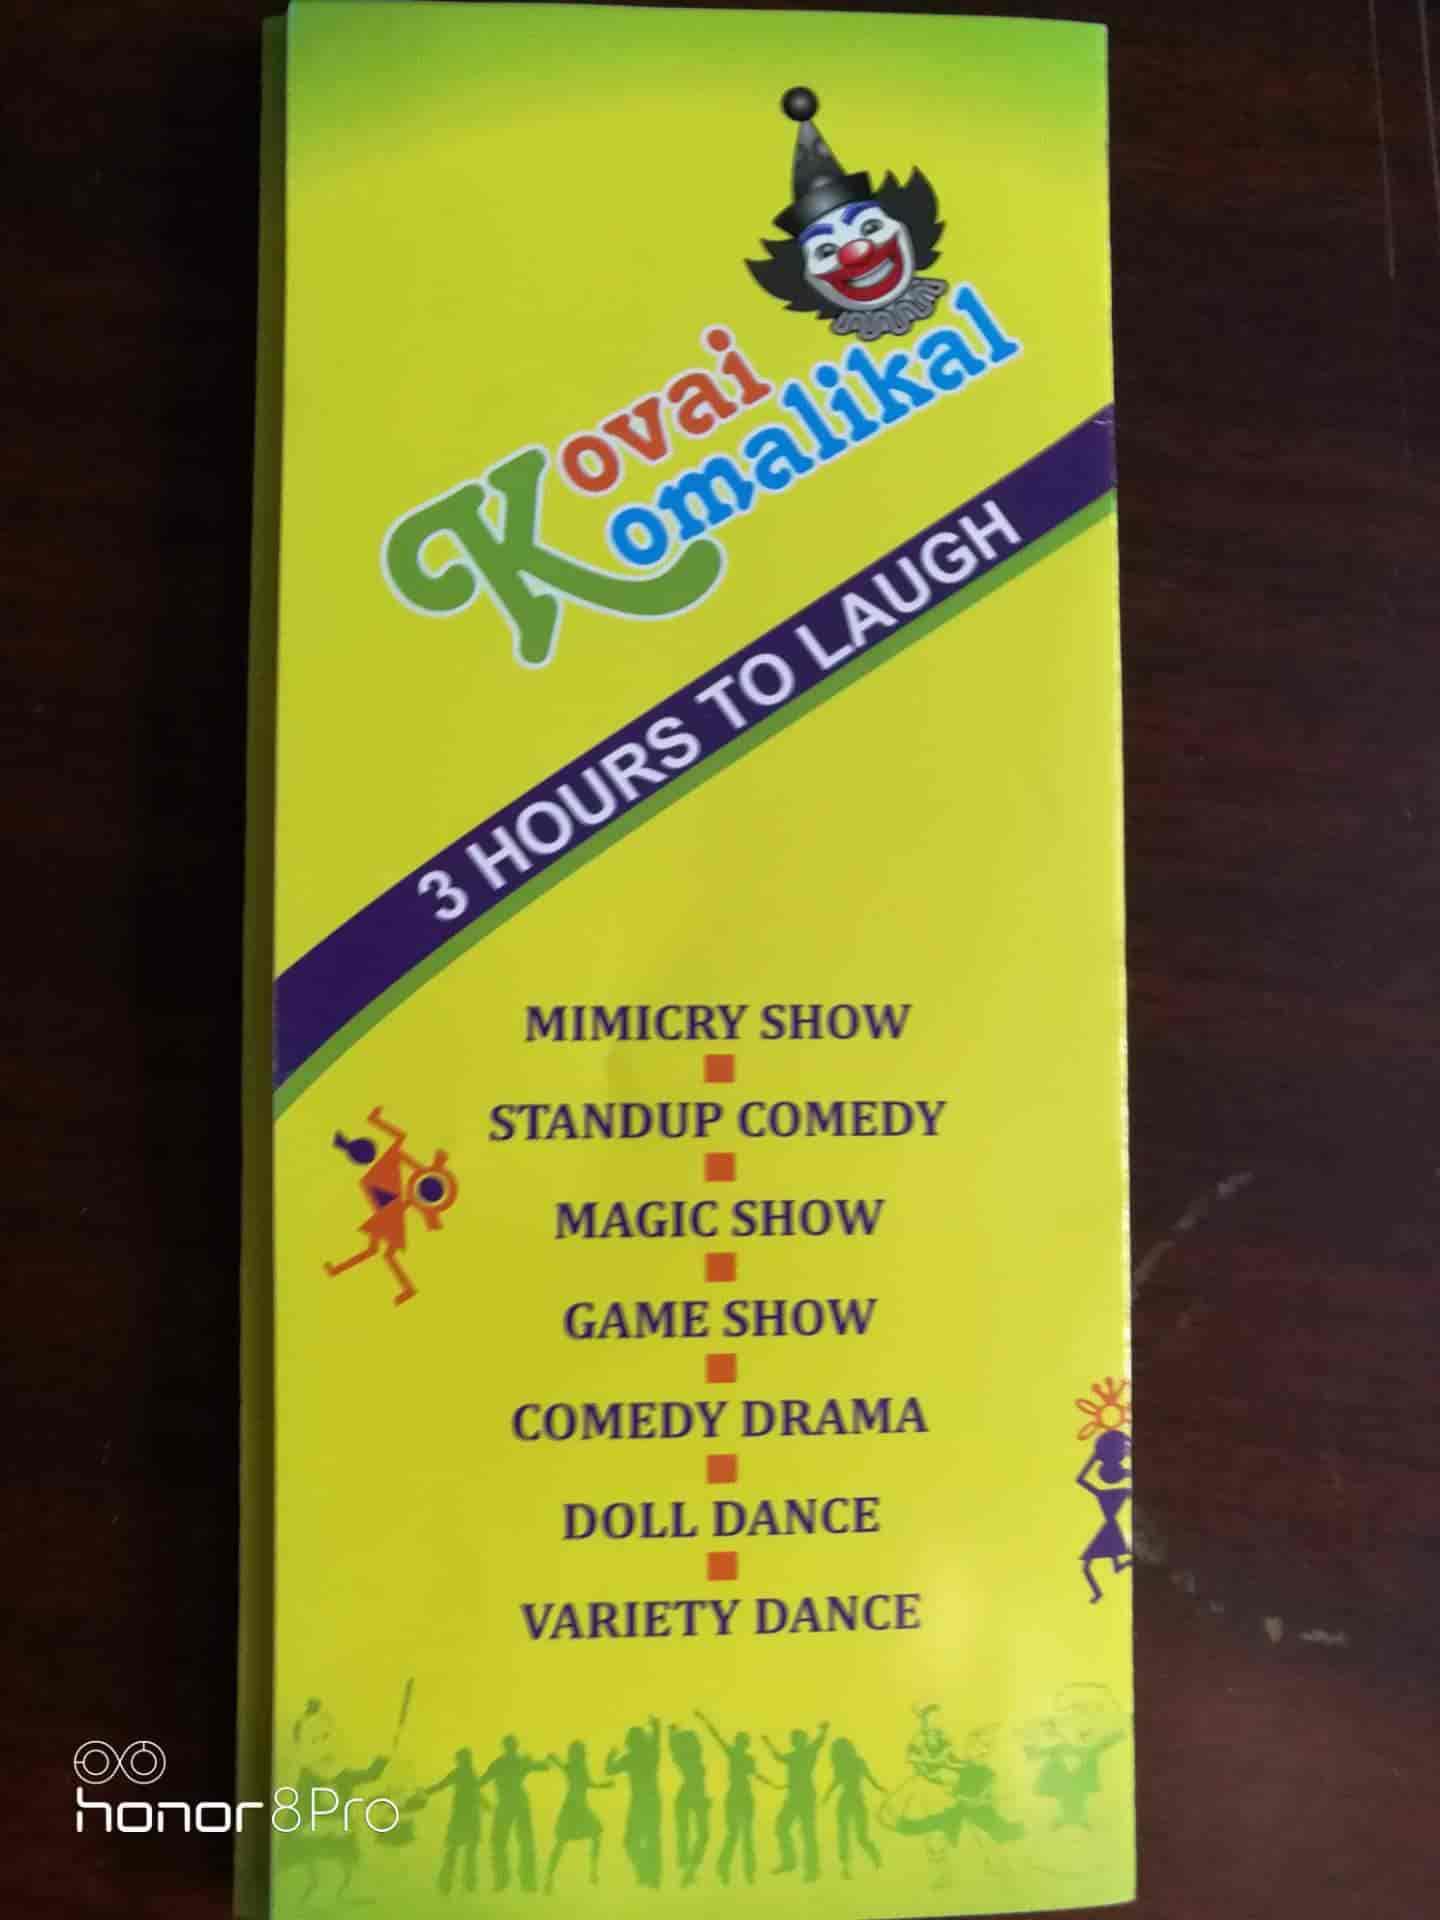 Kovai
Komalikal
3 HOURS TO LAUGH
MIMICRY SHOW
STANDUP COMEDY
MAGIC SHOW
GAME SHOW
COMEDY DRAMA
DOLL DANCE
VARIETY DANCE
honor 8Pro